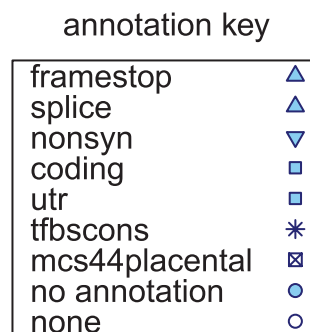 annotation key
framestop
splice
nonsyn
coding
utr
tfbscons
mcs44placental
no annotation
none